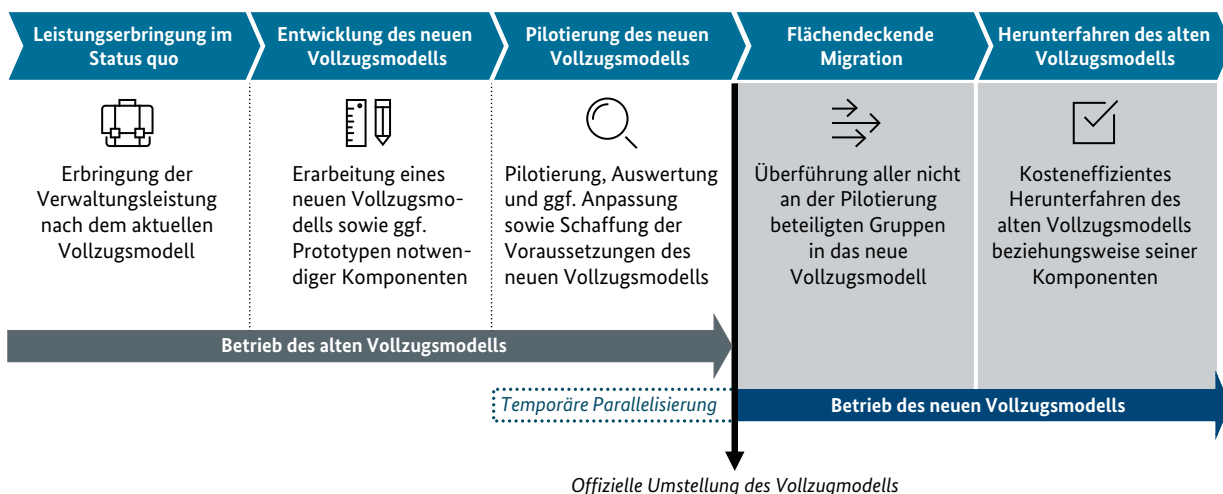 Leistungserbringung im
Status quo
Entwicklung des neuen
Vollzugsmodells
Pilotierung des neuen
Vollzugsmodells
Flächendeckende
Migration
Herunterfahren des alten
Vollzugsmodells
Erbringung der
Verwaltungsleistung
nach dem aktuellen
Vollzugsmodell
Erarbeitung eines
neuen Vollzugsmo-
dells sowie ggf.
Prototypen notwen-
diger Komponenten
Pilotierung, Auswertung
und ggf. Anpassung
sowie Schaffung der
Voraussetzungen des
neuen Vollzugsmodells
Überführung aller nicht
an der Pilotierung
beteiligten Gruppen
in das neue
Vollzugsmodell
Kosteneffizientes
Herunterfahren des
alten Vollzugsmodells
beziehungsweise seiner
Komponenten
Betrieb des alten Vollzugsmodells
Temporäre Parallelisierung
Betrieb des neuen Vollzugsmodells
Offizielle Umstellung des Vollzugmodells